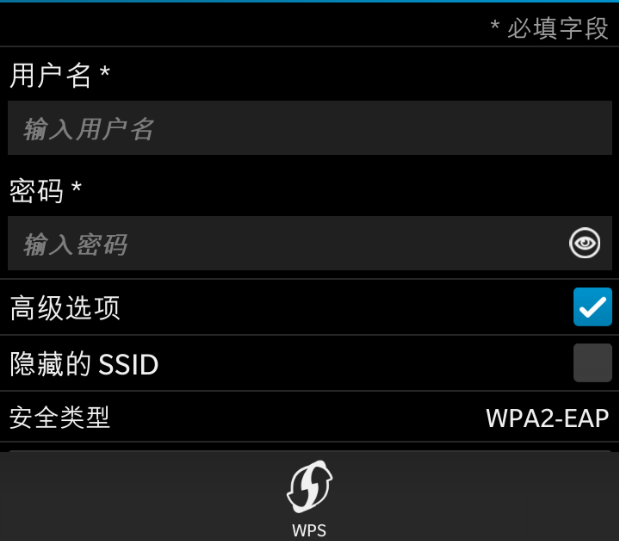 * 必填字段
用户名 *
输入用户名
密码 *
输入密码
高级选项
隐藏的 SSID
安全类型 WPA2-EAP
WPS